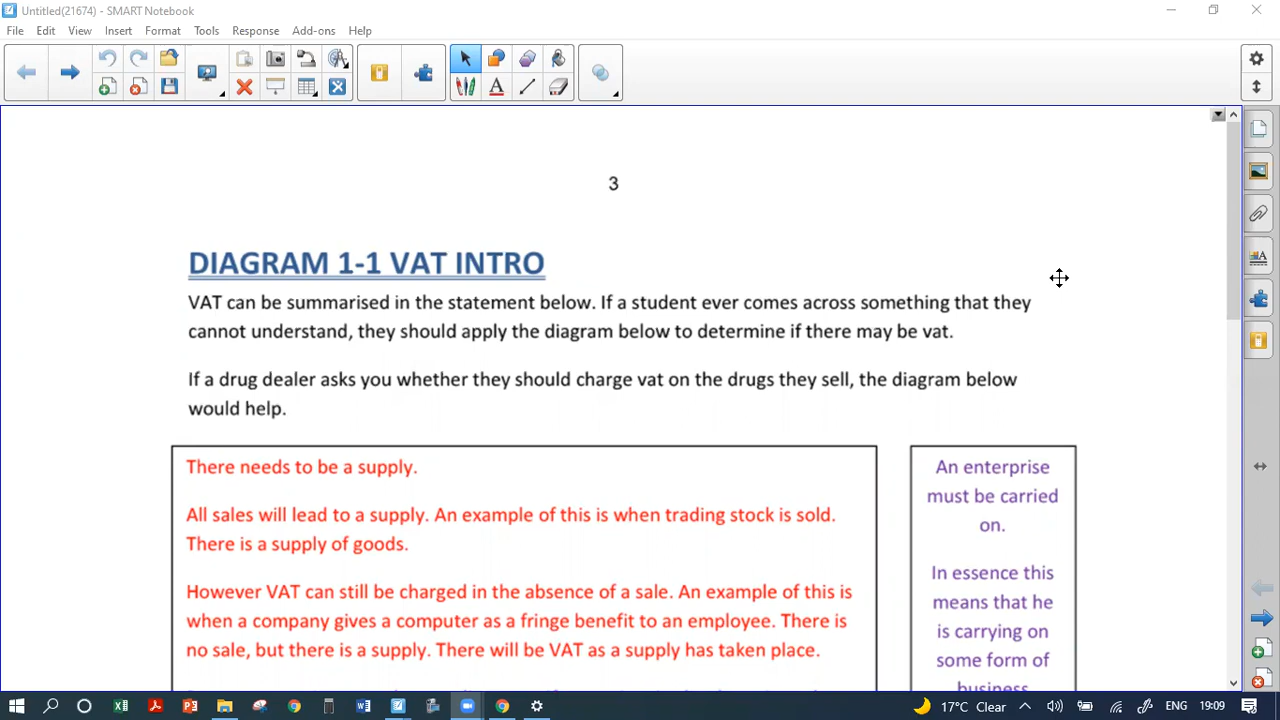 Untitled(21674) - SMART Notebook
File Edit View Insert Format Tools Response Add-ons Help
3
DIAGRAM 1-1 VAT INTRO
VAT can be summarised in the statement below. If a student ever comes across something that they
cannot understand, they should apply the diagram below to determine if there may be vat.
If a drug dealer asks you whether they should charge vat on the drugs they sell, the diagram below
would help.
There needs to be a supply.
All sales will lead to a supply. An example of this is when trading stock is sold.
There is a supply of goods.
However VAT can still be charged in the absence of a sale. An example of this is
when a company gives a computer as a fringe benefit to an employee. There is
no sale, but there is a supply. There will be VAT as a supply has taken place.
An enterprise
must be carried
on.
In essence this
means that he
is carrying on
some form of
business
17°C Clear ENG 19:09